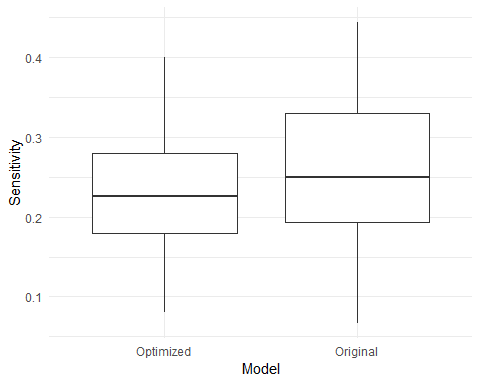 Sensitivity
0.4
0.3
0.2
0.1
Optimized
Original
Model